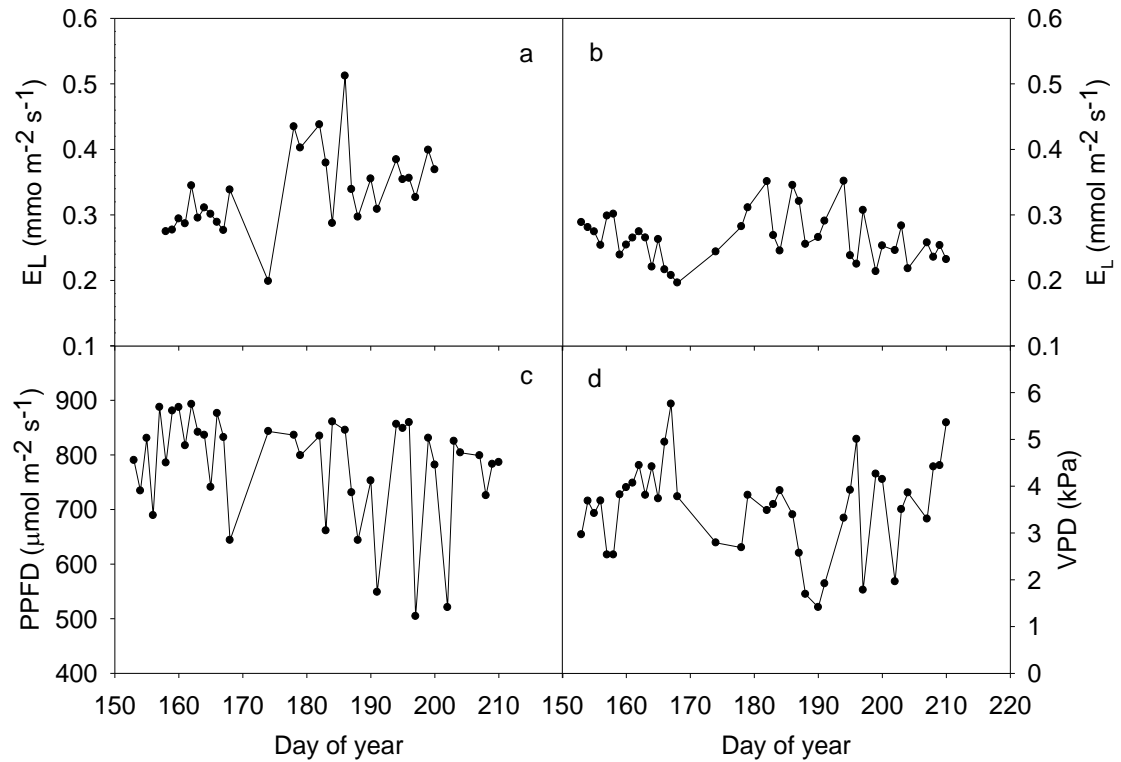 0.6
0.5
0.4
0.3
0.2
0.1
EL (mmo m-2 s-1)
a
b
0.6
0.5
0.4
0.3
0.2
0.1
EL (mmol m-2 s-1)
900
800
700
600
500
400
PPFD (μmol m-2 s-1)
c
d
6
5
4
3
2
1
0
VPD (kPa)
150 160 170 180 190 200 210
150 160 170 180 190 200 210 220
Day of year
Day of year